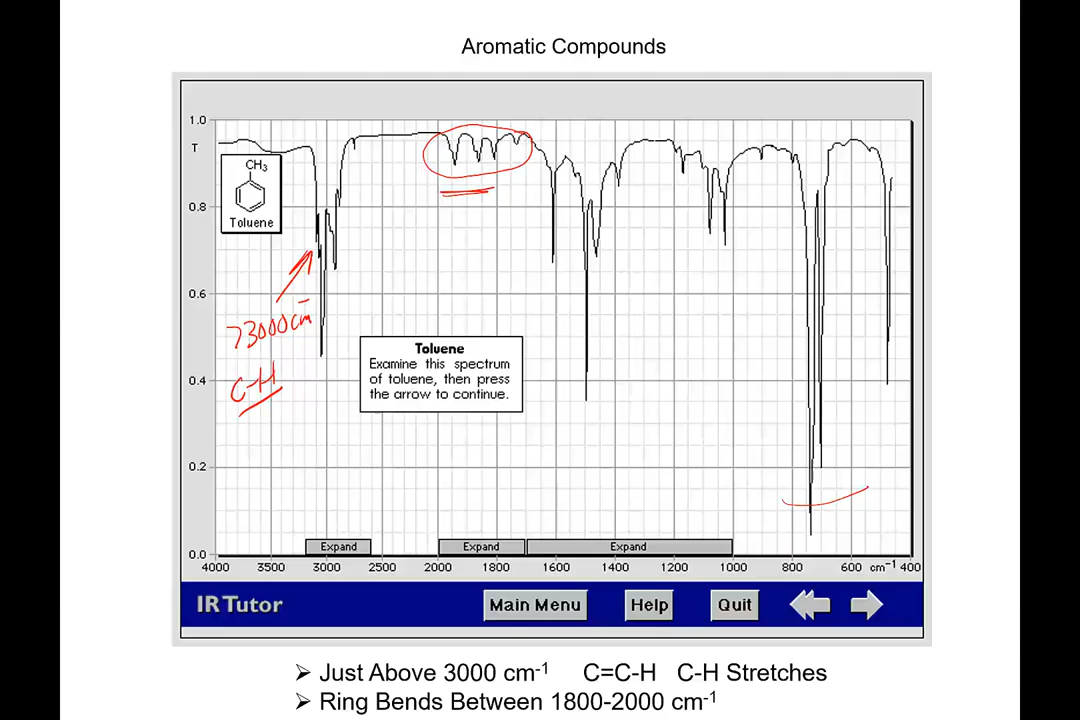 Aromatic Compounds
1.0
T
CH3
Toluene
0.8
0.6
>3000cm⁻
C-H
Toluene
Examine this spectrum
of toluene, then press
the arrow to continue.
0.4
0.2
0.0
Expand Expand Expand
4000 3500 3000 2500 2000 1800 1600 1400 1200 1000 800 600 cm-1 400
IR Tutor Main Menu Help Quit
➢ Just Above 3000 cm-1 C=C-H C-H Stretches
➢ Ring Bends Between 1800-2000 cm-1